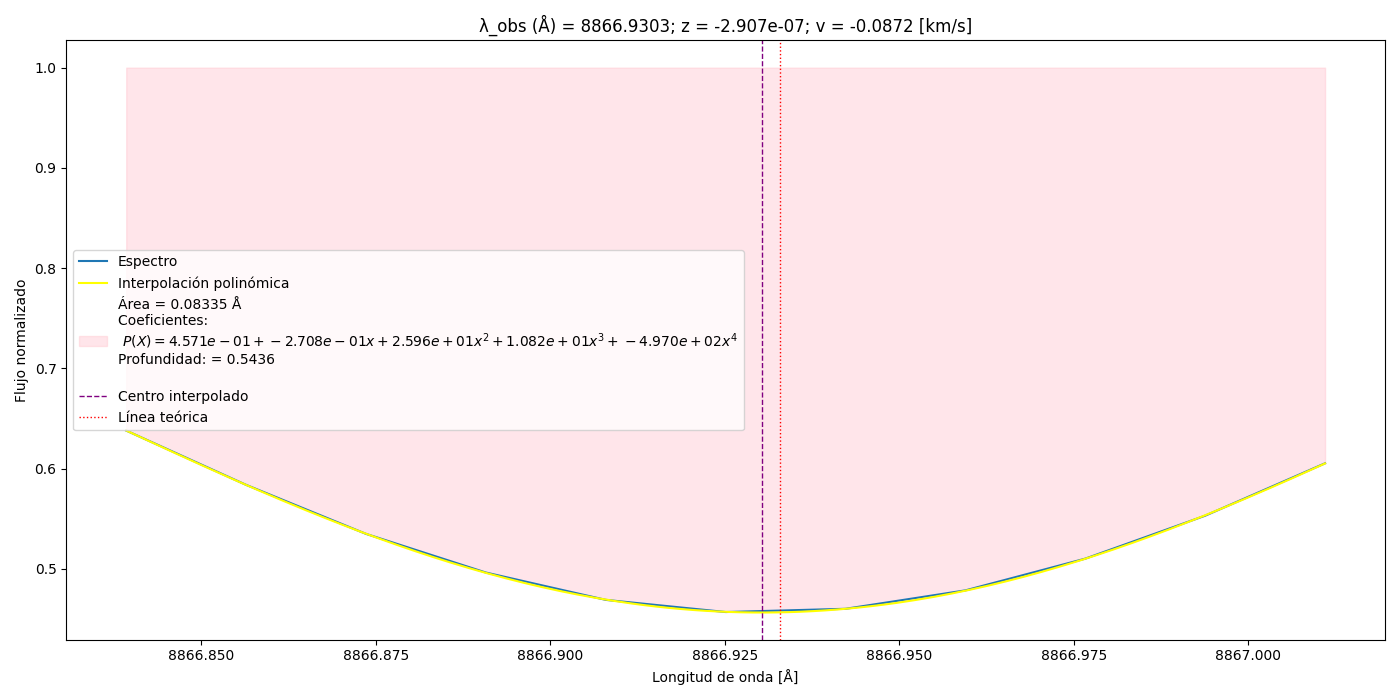 λ_obs (Å) = 8866.9303; z = -2.907e-07; v = -0.0872 [km/s]
1.0
0.9
0.8
0.7
0.6
0.5
Flujo normalizado
Espectro
Interpolación polinómica
Área = 0.08335 Å
Coeficientes:
P(X) = 4.571e − 01 + −2.708e − 01x + 2.596e + 01x² + 1.082e + 01x³ + −4.970e + 02x⁴
Profundidad: = 0.5436
Centro interpolado
Línea teórica
8866.850 8866.875 8866.900 8866.925 8866.950 8866.975 8867.000
Longitud de onda [Å]